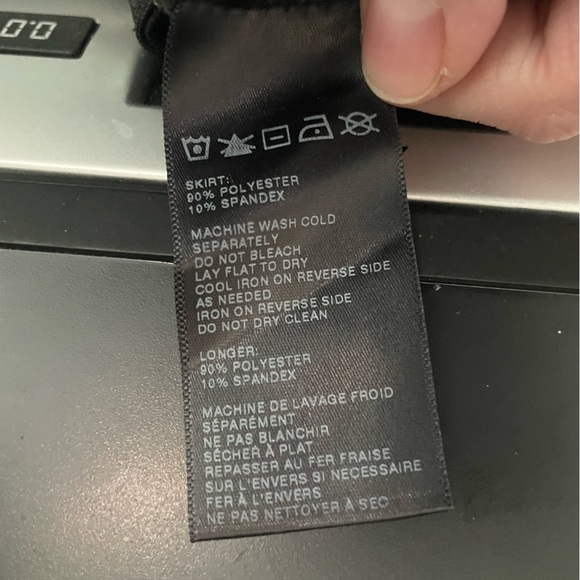 0.0
SKIRT:
90% POLYESTER
10% SPANDEX
MACHINE WASH COLD
SEPARATELY
DO NOT BLEACH
LAY FLAT TO DRY
COOL IRON ON REVERSE SIDE
AS NEEDED
IRON ON REVERSE SIDE
DO NOT DRY CLEAN
LONGER:
90% POLYESTER
10% SPANDEX
MACHINE DE LAVAGE FROID
SÉPARÉMENT
NE PAS BLANCHIR
SÉCHER À PLAT
REPASSER AU FER FRAISE
SUR L'ENVERS SI NECESSAIRE
FER À L'ENVERS
NE PAS NETTOYER À SEC